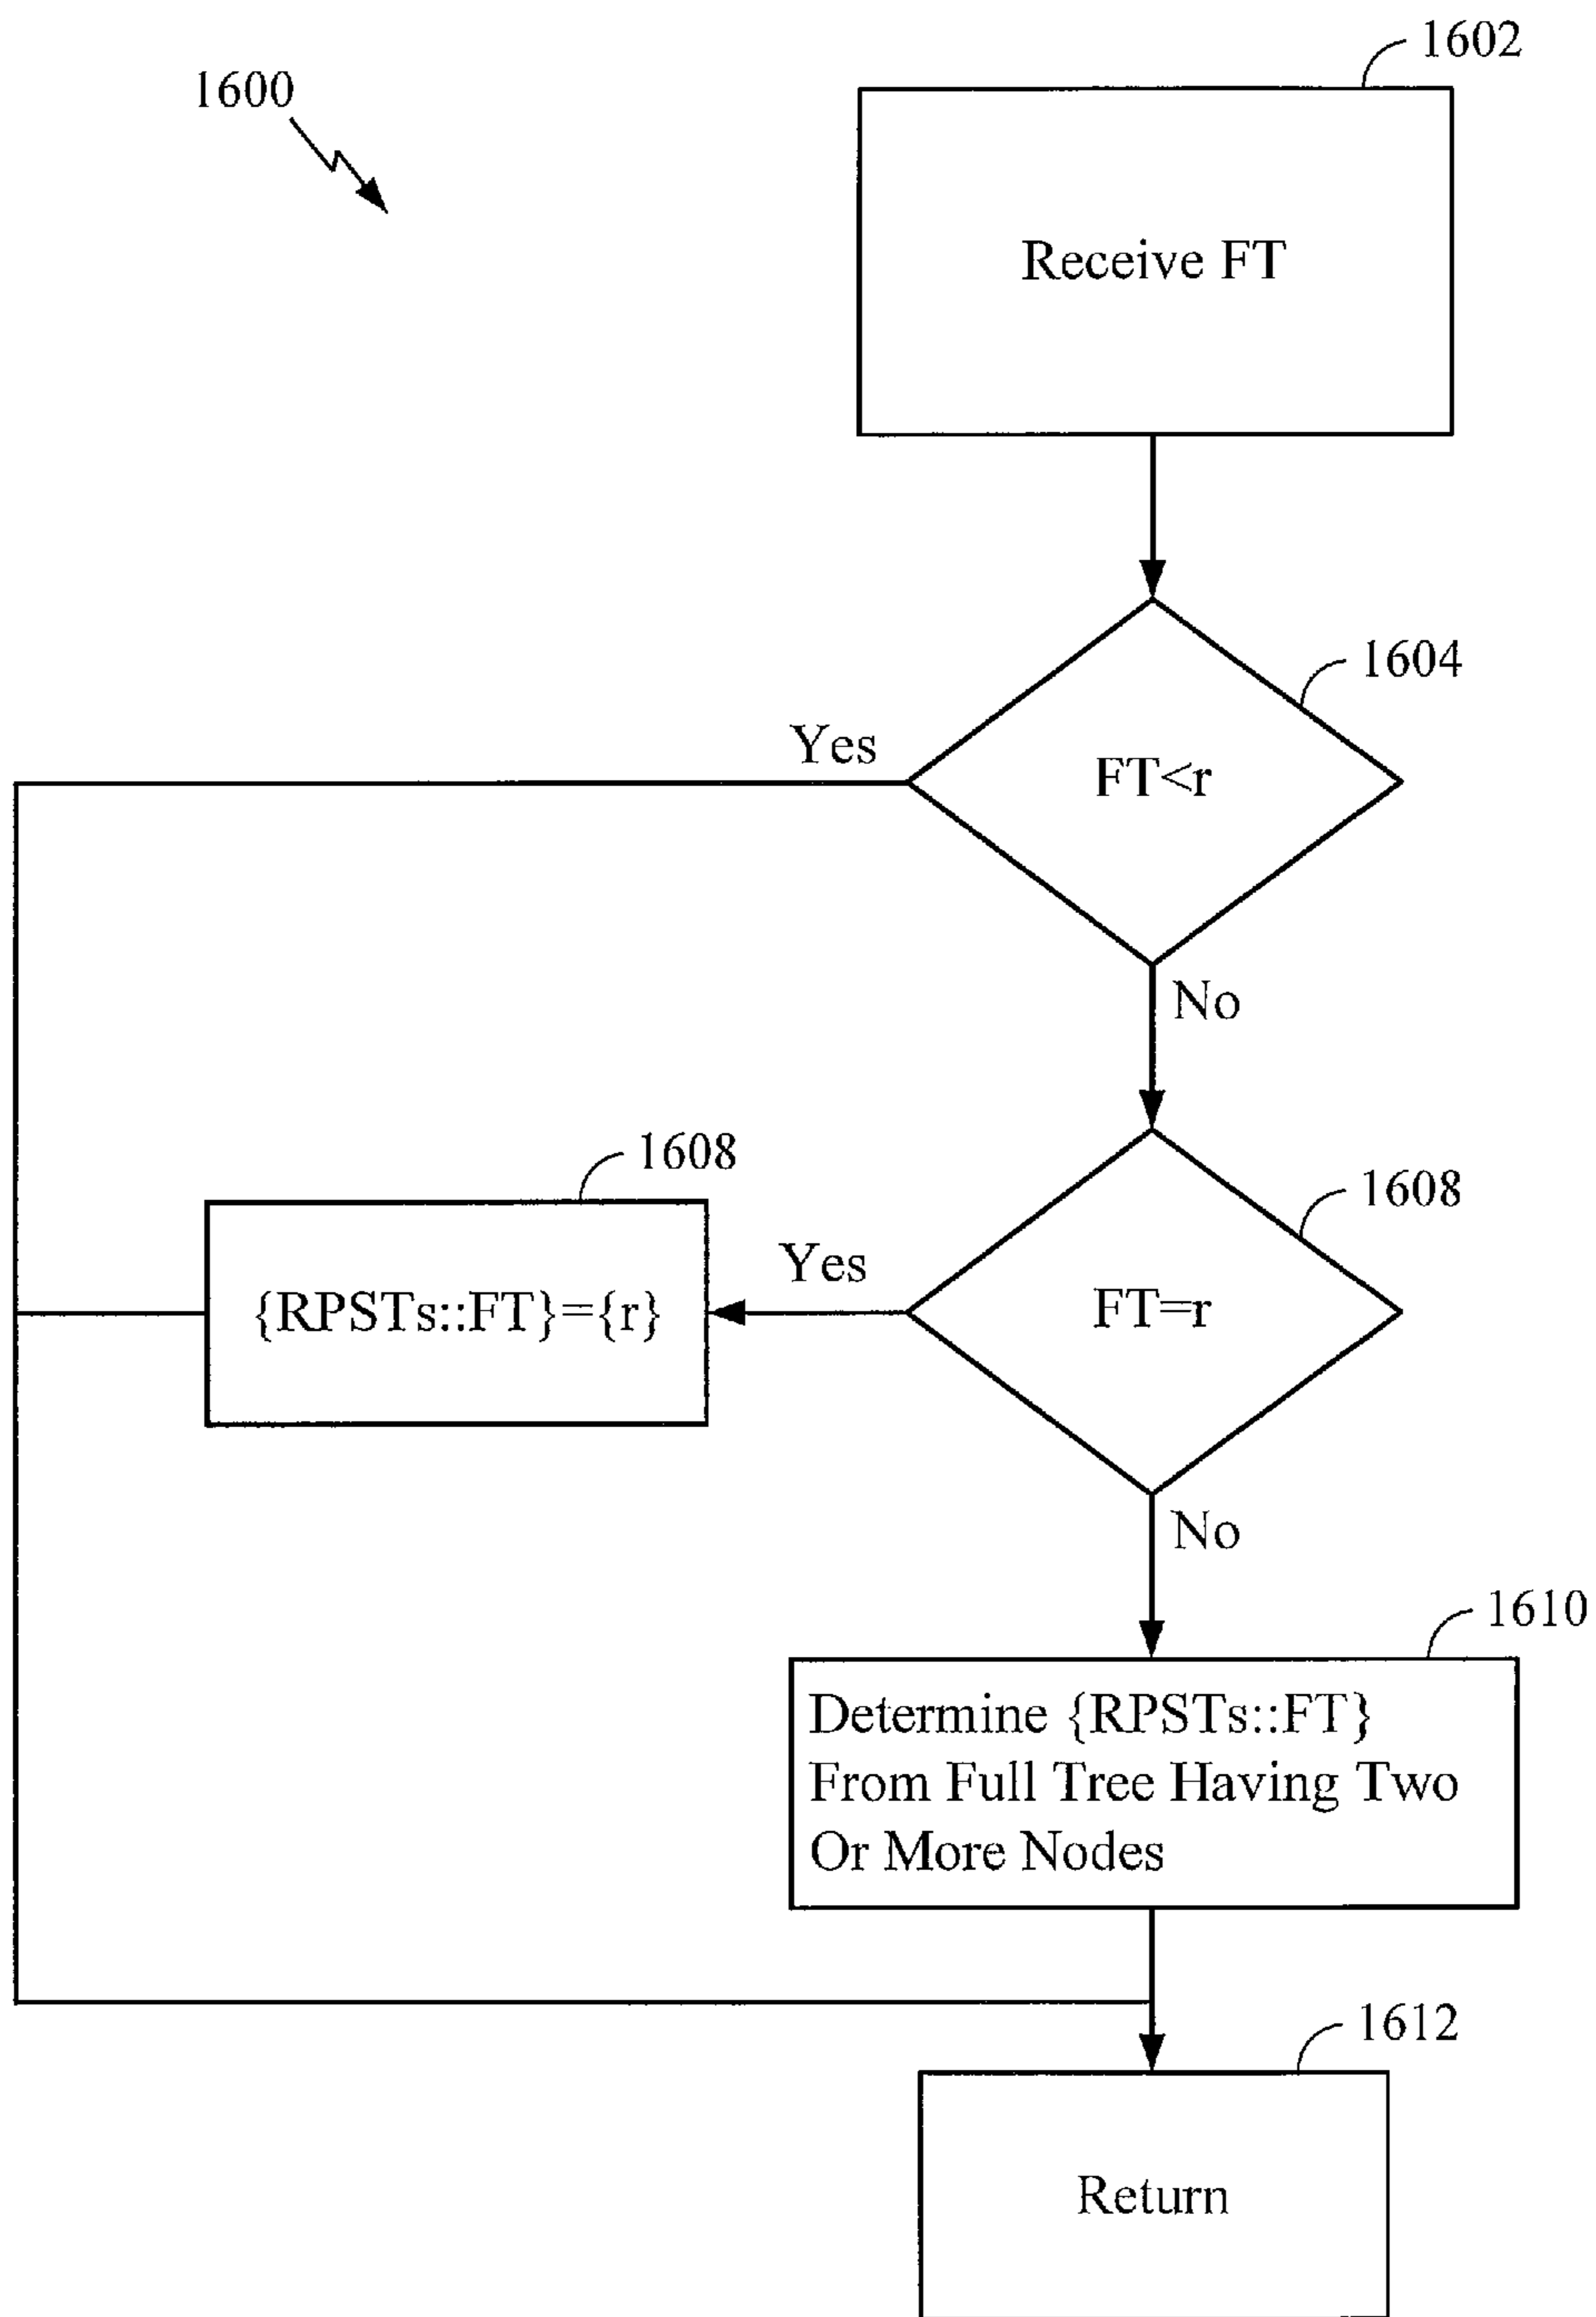 1602
1600
Receive FT
1604
Yes
FT<r
No
1608
1608
Yes
{RPSTs::FT}={r}
FT=r
No
1610
Determine {RPSTs::FT}
From Full Tree Having Two
Or More Nodes
1612
Return